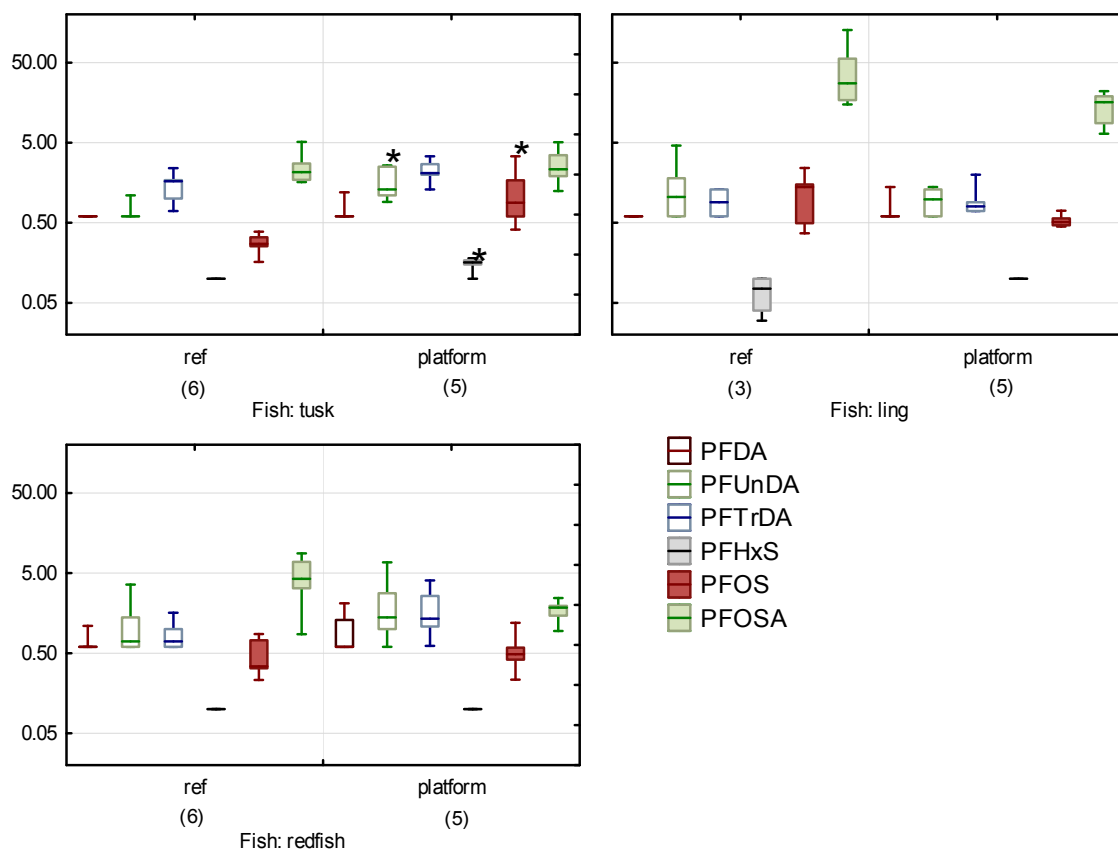 50.00
5.00
0.50
0.05
* * *
ref platform
(6) (5)
Fish: tusk
ref platform
(3) (5)
Fish: ling
50.00
5.00
0.50
0.05
ref platform
(6) (5)
Fish: redfish
PFDA
PFUnDA
PFTrDA
PFHxS
PFOS
PFOSA